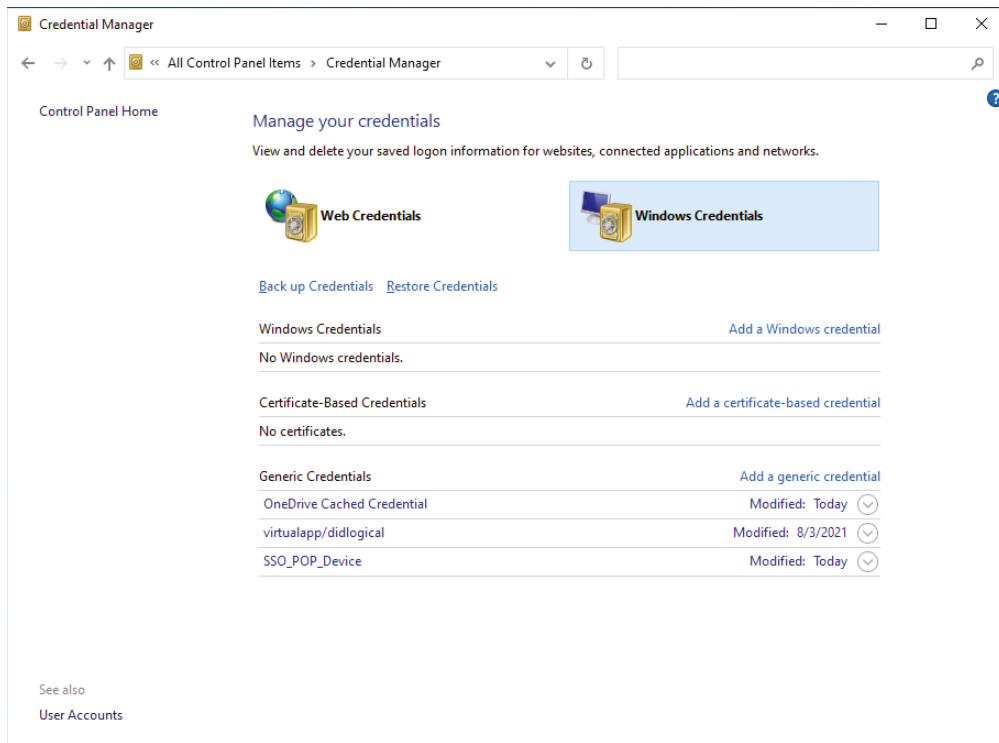 Credential Manager
« All Control Panel Items › Credential Manager
Control Panel Home
?
Manage your credentials
View and delete your saved logon information for websites, connected applications and networks.
Web Credentials Windows Credentials
Back up Credentials Restore Credentials
Windows Credentials Add a Windows credential
No Windows credentials.
Certificate-Based Credentials Add a certificate-based credential
No certificates.
Generic Credentials Add a generic credential
OneDrive Cached Credential Modified: Today
virtualapp/didlogical Modified: 8/3/2021
SSO_POP_Device Modified: Today
See also
User Accounts